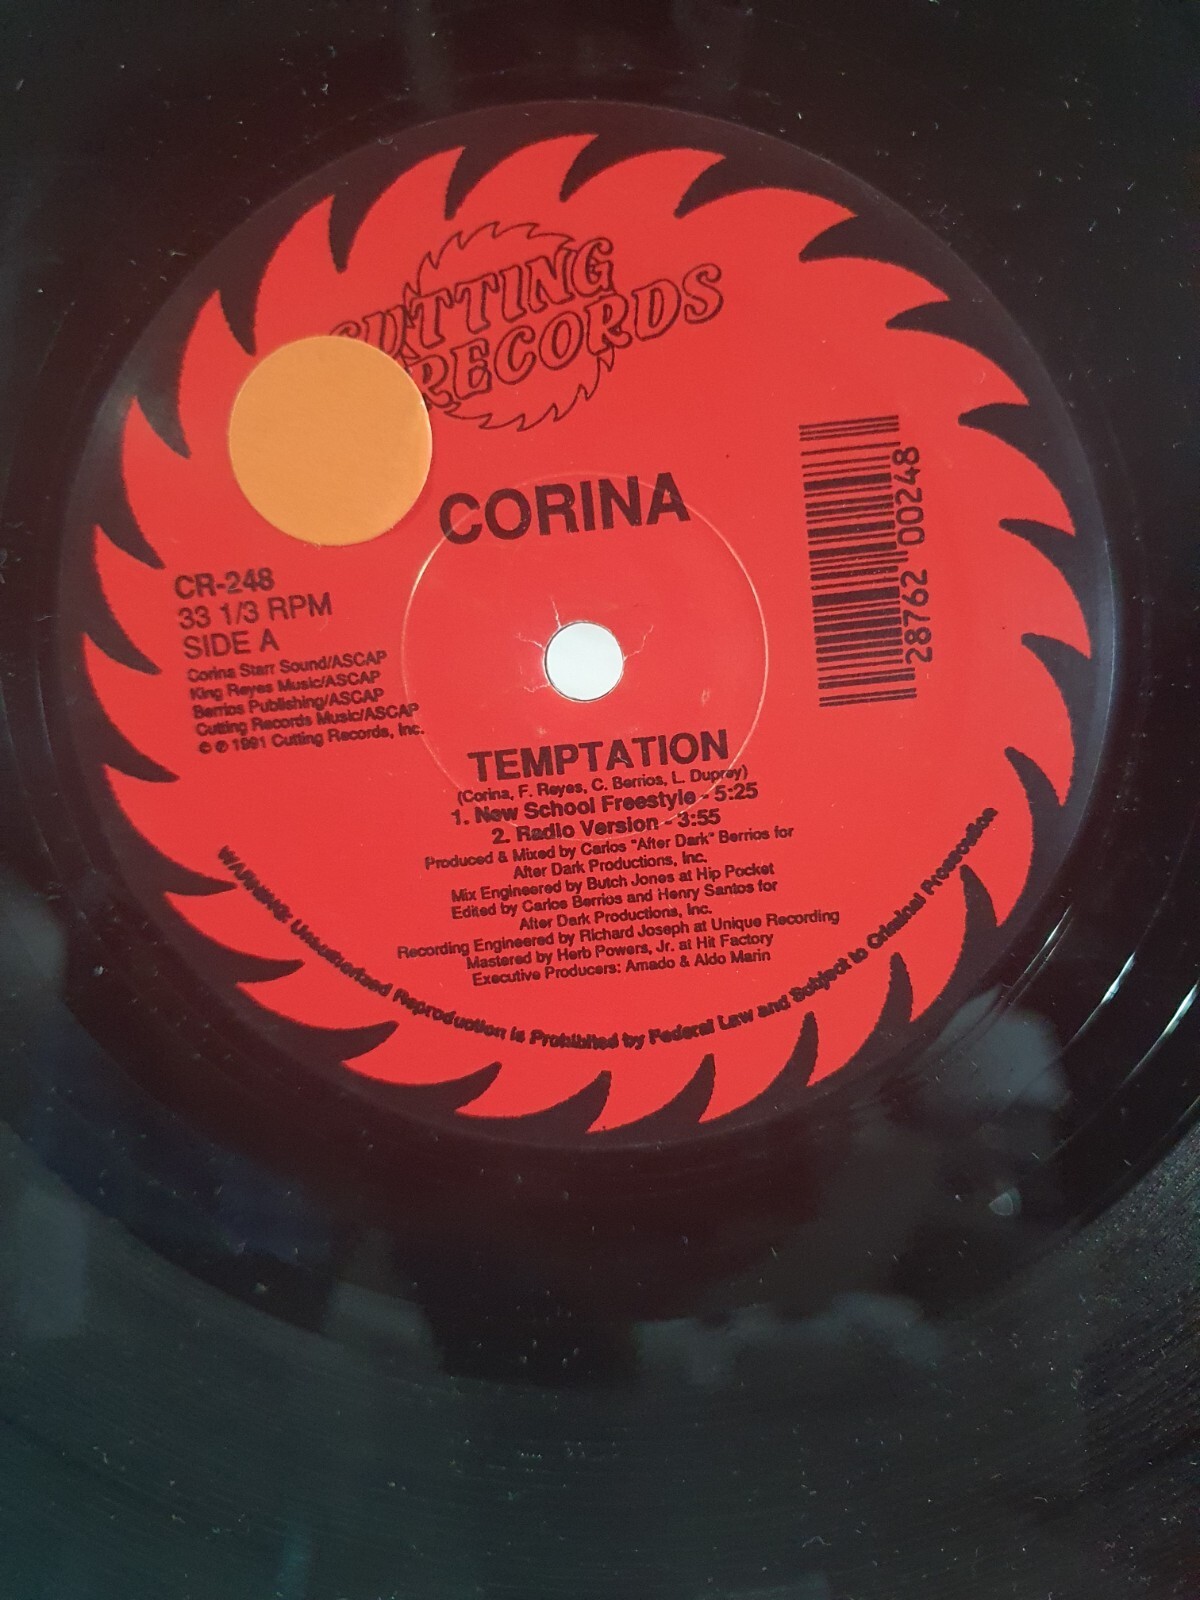 CUTTING
RECORDS
CORINA
CR-248
33 1/3 RPM
SIDE A
Corina Starr Sound/ASCAP
King Reyes Music/ASCAP
Berrios Publishing/ASCAP
Cutting Records Music/ASCAP
© ℗ 1991 Cutting Records, Inc.
28762 00248
TEMPTATION
(Corina, F. Reyes, C. Berrios, L. Duprey)
1. New School Freestyle - 5:25
2. Radio Version - 3:55
Produced & Mixed by Carlos "After Dark" Berrios for
After Dark Productions, Inc.
Mix Engineered by Butch Jones at Hip Pocket
Edited by Carlos Berrios and Henry Santos for
After Dark Productions, Inc.
Recording Engineered by Richard Joseph at Unique Recording
Mastered by Herb Powers, Jr. at Hit Factory
Executive Producers: Amado & Aldo Marin
WARNING: Unauthorized Reproduction is Prohibited by Federal Law and Subject to Criminal Prosecution